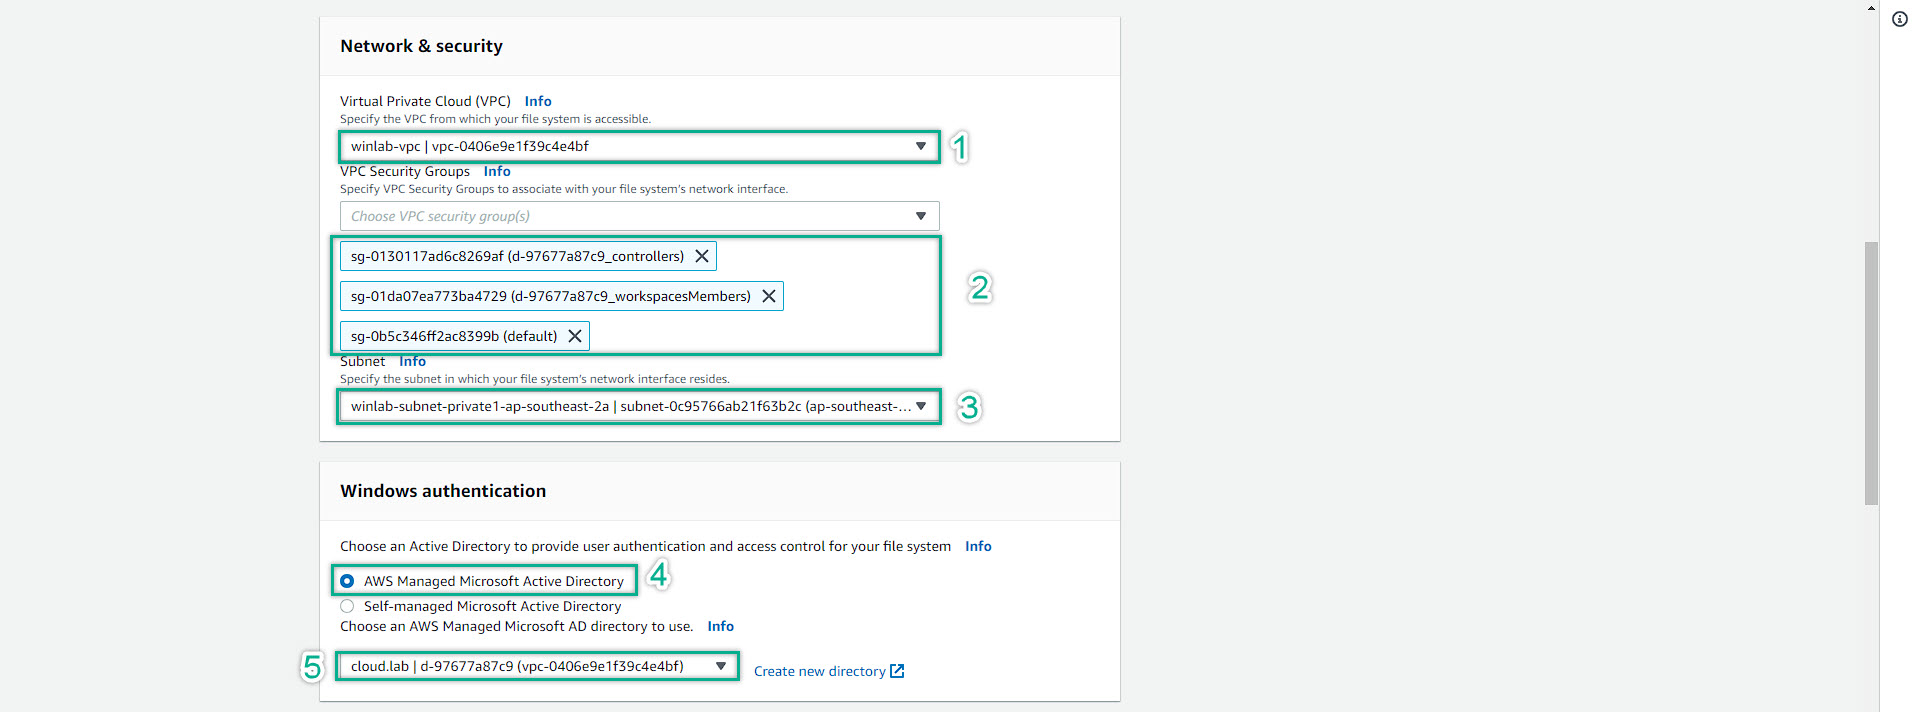 Network & security
Virtual Private Cloud (VPC) Info
Specify the VPC from which your file system is accessible.
winlab-vpc | vpc-0406e9e1f39c4e4bf
1
VPC Security Groups Info
Specify VPC Security Groups to associate with your file system's network interface.
Choose VPC security group(s)
sg-0130117ad6c8269af (d-97677a87c9_controllers)
2
sg-01da07ea773ba4729 (d-97677a87c9_workspacesMembers)
sg-0b5c346ff2ac8399b (default)
Subnet Info
Specify the subnet in which your file system's network interface resides.
winlab-subnet-private1-ap-southeast-2a | subnet-0c95766ab21f63b2c (ap-southeast-...
3
Windows authentication
Choose an Active Directory to provide user authentication and access control for your file system Info
AWS Managed Microsoft Active Directory
4
Self-managed Microsoft Active Directory
Choose an AWS Managed Microsoft AD directory to use. Info
5
cloud.lab | d-97677a87c9 (vpc-0406e9e1f39c4e4bf)
Create new directory